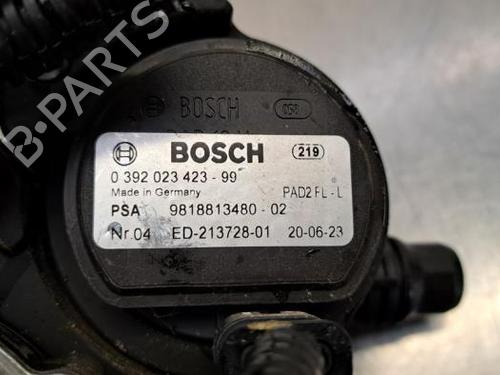 B-PARTS
BOSCH 058
BOSCH 219
0 392 023 423 - 99
Made in Germany PAD2 FL - L
PSA 9818813480 - 02
Nr.04 ED-213728-01 20-06-23